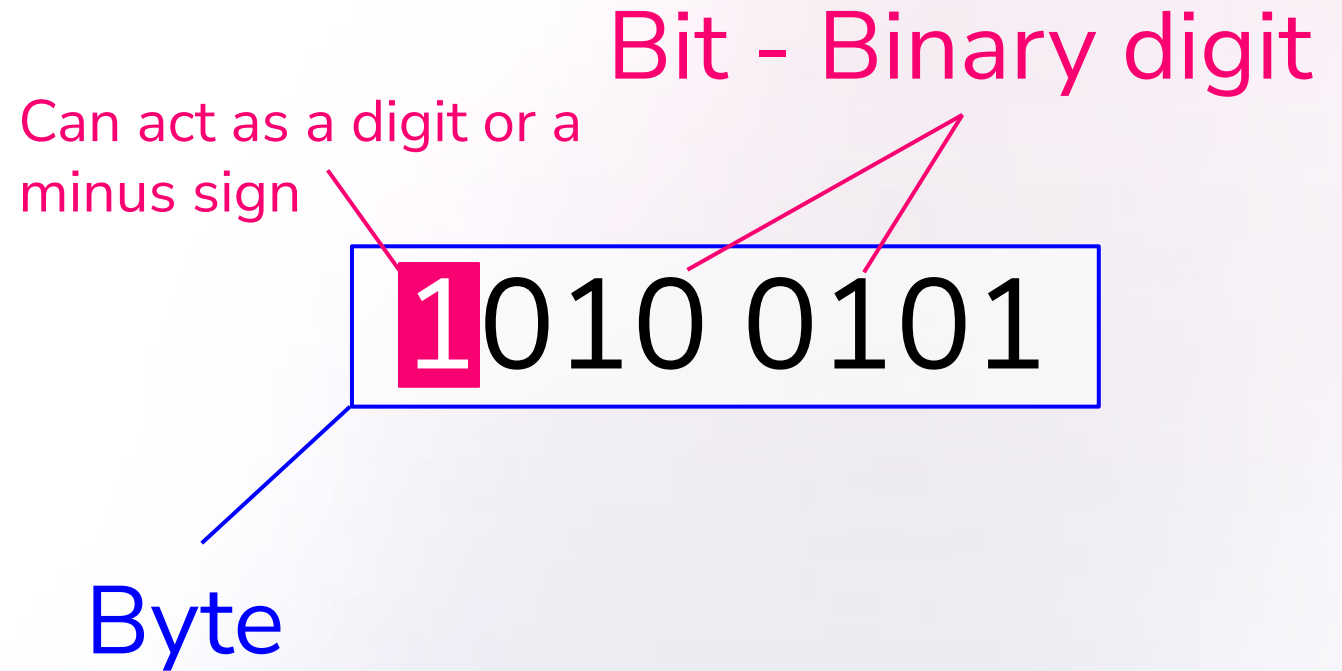 Bit - Binary digit
Can act as a digit or a
minus sign
1010 0101
Byte